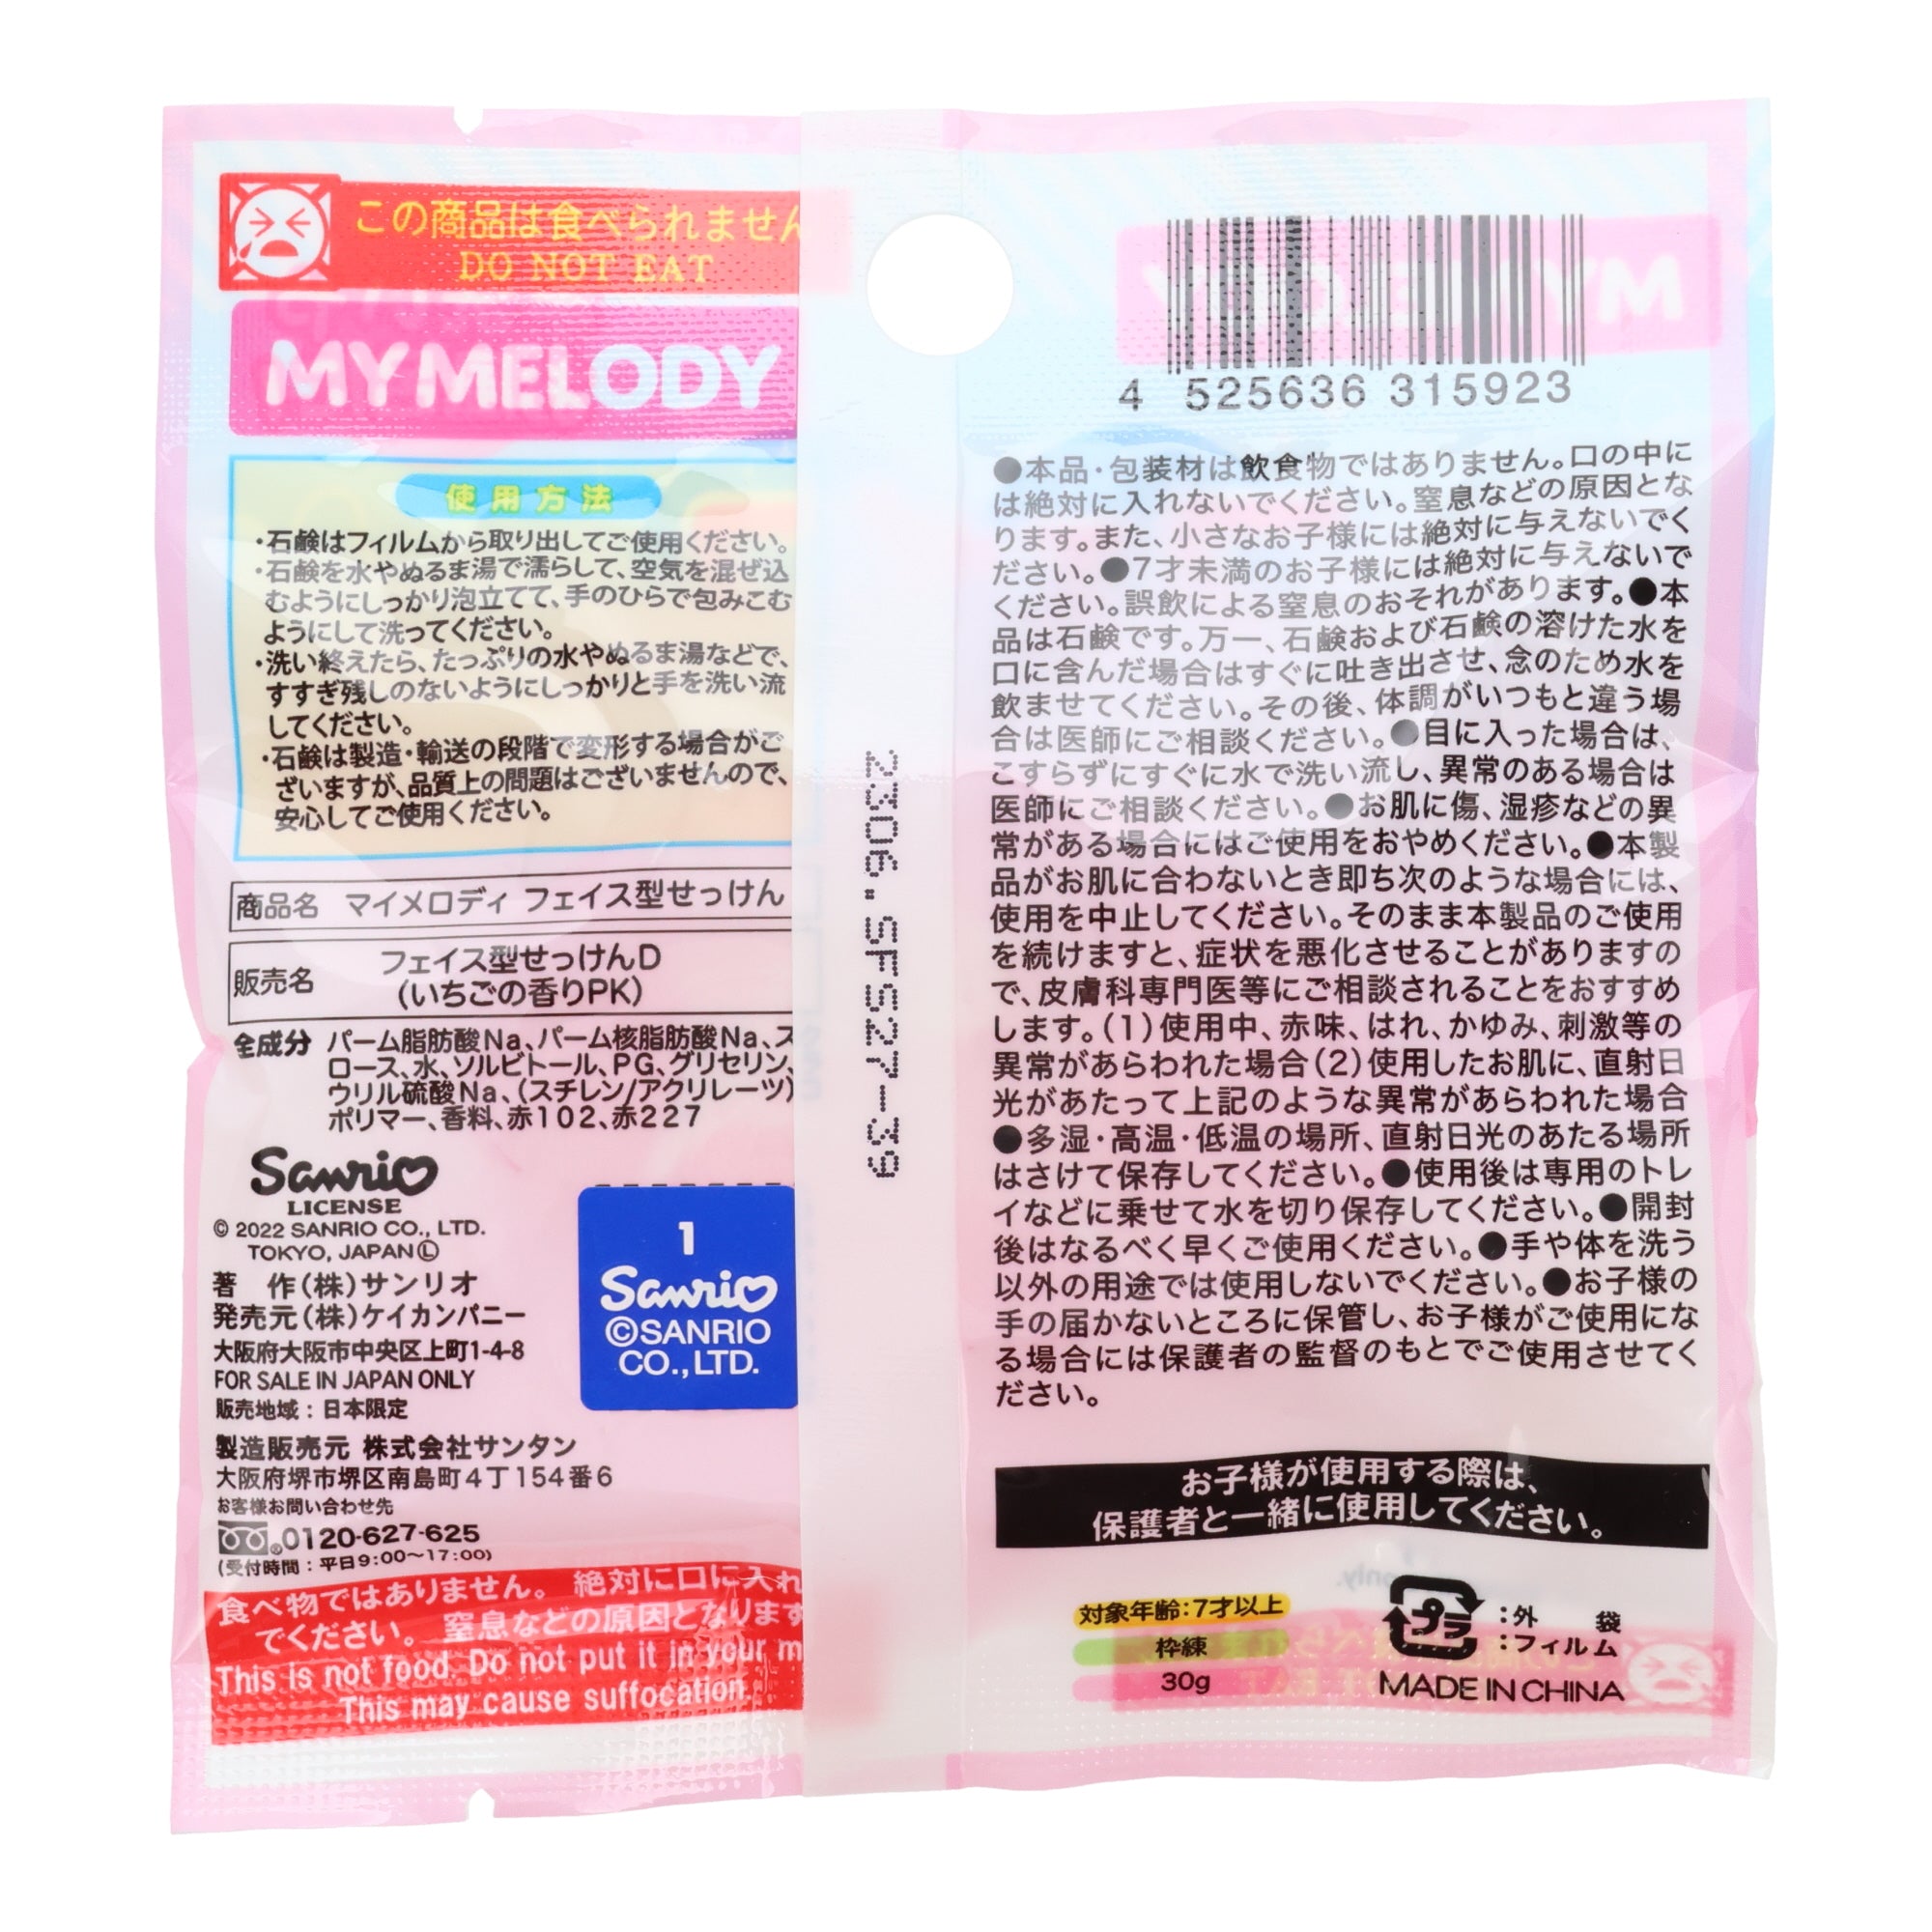 この商品は食べられません
DO NOT EAT
MY MELODY
使用方法
・石鹸はフィルムから取り出してご使用ください。
・石鹸を水やぬるま湯で濡らして、空気を混ぜ込
むようにしっかり泡立てて、手のひらで包みこむ
ようにして洗ってください。
・洗い終えたら、たっぷりの水やぬるま湯などで、
すすぎ残しのないようにしっかりと手を洗い流
してください。
・石鹸は製造・輸送の段階で変形する場合がご
ざいますが、品質上の問題はございませんので、
安心してご使用ください。
商品名 マイメロディ フェイス型せっけん
販売名 フェイス型せっけんD
(いちごの香りPK)
全成分 パーム脂肪酸Na、パーム核脂肪酸Na、ス
ロース、水、ソルビトール、PG、グリセリン、
ウリル硫酸Na、(スチレン/アクリレーツ)
ポリマー、香料、赤102、赤227
Sanrio
LICENSE
© 2022 SANRIO CO., LTD.
TOKYO, JAPAN Ⓛ
著　作(株)サンリオ
発売元(株)ケイカンパニー
大阪府大阪市中央区上町1-4-8
FOR SALE IN JAPAN ONLY
販売地域：日本限定
1
Sanrio
©SANRIO
CO.,LTD.
製造販売元 株式会社サンタン
大阪府堺市堺区南島町4丁154番6
お客様お問い合わせ先
0120-627-625
(受付時間：平日9:00〜17:00)
食べ物ではありません。 絶対に口に入れ
でください。 窒息などの原因となります
This is not food. Do not put it in your m
This may cause suffocation.
2306.SF527-39
4 525636 315923
●本品・包装材は飲食物ではありません。口の中に
は絶対に入れないでください。窒息などの原因とな
ります。また、小さなお子様には絶対に与えないでく
ださい。●7才未満のお子様には絶対に与えないで
ください。誤飲による窒息のおそれがあります。●本
品は石鹸です。万一、石鹸および石鹸の溶けた水を
口に含んだ場合はすぐに吐き出させ、念のため水を
飲ませてください。その後、体調がいつもと違う場
合は医師にご相談ください。●目に入った場合は、
こすらずにすぐに水で洗い流し、異常のある場合は
医師にご相談ください。●お肌に傷、湿疹などの異
常がある場合にはご使用をおやめください。●本製
品がお肌に合わないとき即ち次のような場合には、
使用を中止してください。そのまま本製品のご使用
を続けますと、症状を悪化させることがありますの
で、皮膚科専門医等にご相談されることをおすすめ
します。(1)使用中、赤味、はれ、かゆみ、刺激等の
異常があらわれた場合(2)使用したお肌に、直射日
光があたって上記のような異常があらわれた場合
●多湿・高温・低温の場所、直射日光のあたる場所
はさけて保存してください。●使用後は専用のトレ
イなどに乗せて水を切り保存してください。●開封
後はなるべく早くご使用ください。●手や体を洗う
以外の用途では使用しないでください。●お子様の
手の届かないところに保管し、お子様がご使用にな
る場合には保護者の監督のもとでご使用させてく
ださい。
お子様が使用する際は、
保護者と一緒に使用してください。
対象年齢：7才以上
枠練
30g
プラ
：外　袋
：フィルム
MADE IN CHINA